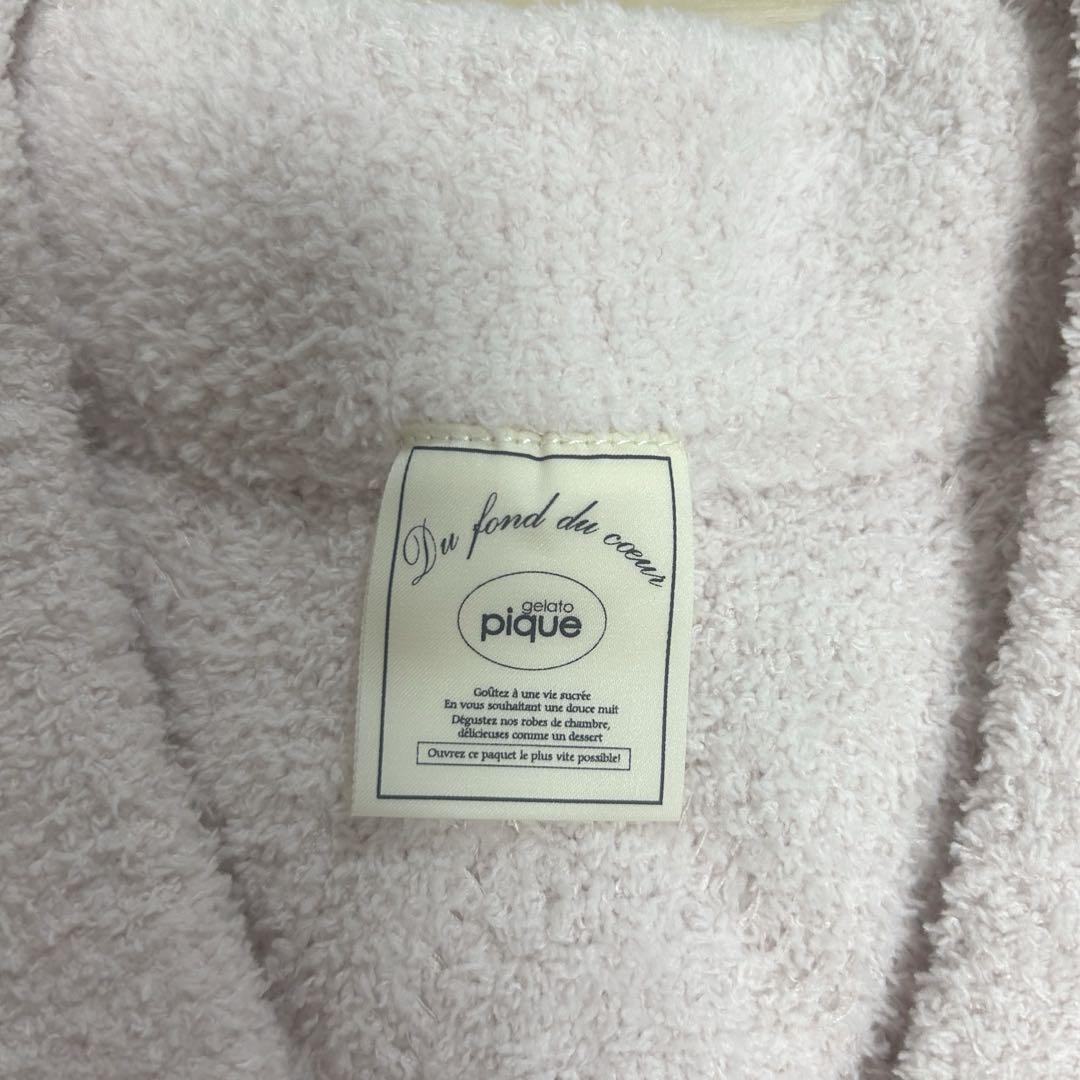 Du fond du cœur
gelato
pique
Goûtez à une vie sucrée
En vous souhaitant une douce nuit
Dégustez nos robes de chambre,
délicieuses comme un dessert
Ouvrez ce paquet le plus vite possible!